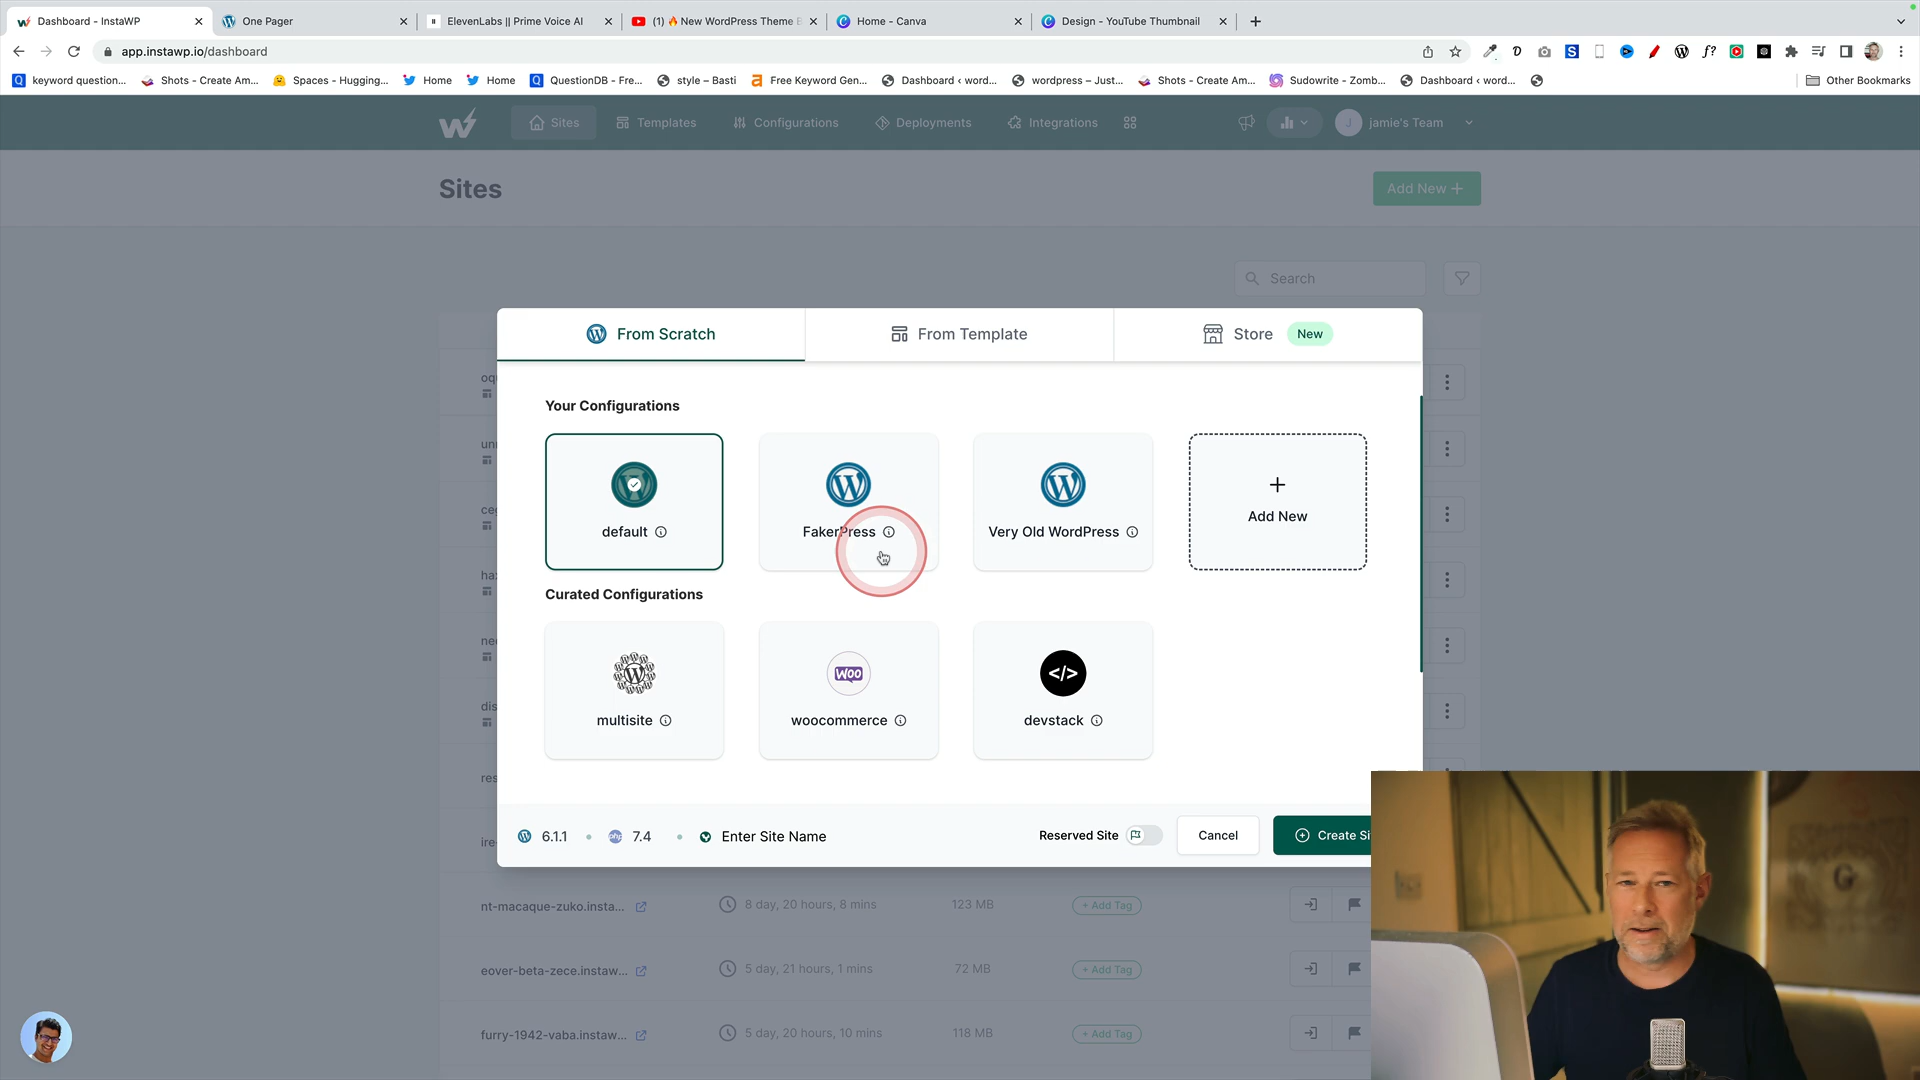 Dashboard - InstaWP
One Pager
ElevenLabs || Prime Voice AI
(1) 🔥 New WordPress Theme B
Home - Canva
Design - YouTube Thumbnail
app.instawp.io/dashboard
keyword question...
Shots - Create Am...
Spaces - Hugging...
Home
Home
QuestionDB - Fre...
style – Basti
Free Keyword Gen...
Dashboard ‹ word...
wordpress – Just...
Shots - Create Am...
Sudowrite - Zomb...
Dashboard ‹ word...
Other Bookmarks
Sites
Templates
Configurations
Deployments
Integrations
J
jamie's Team
Sites
Add New +
Search
From Scratch
From Template
Store
New
Your Configurations
default
FakerPress
Very Old WordPress
+
Add New
Curated Configurations
multisite
Woo
woocommerce
</>
devstack
6.1.1
php
7.4
Enter Site Name
Reserved Site
Cancel
Create Si
nt-macaque-zuko.insta...
8 day, 20 hours, 8 mins
123 MB
+ Add Tag
eover-beta-zece.instaw...
5 day, 21 hours, 1 mins
72 MB
+ Add Tag
furry-1942-vaba.instaw...
5 day, 20 hours, 10 mins
118 MB
+ Add Tag